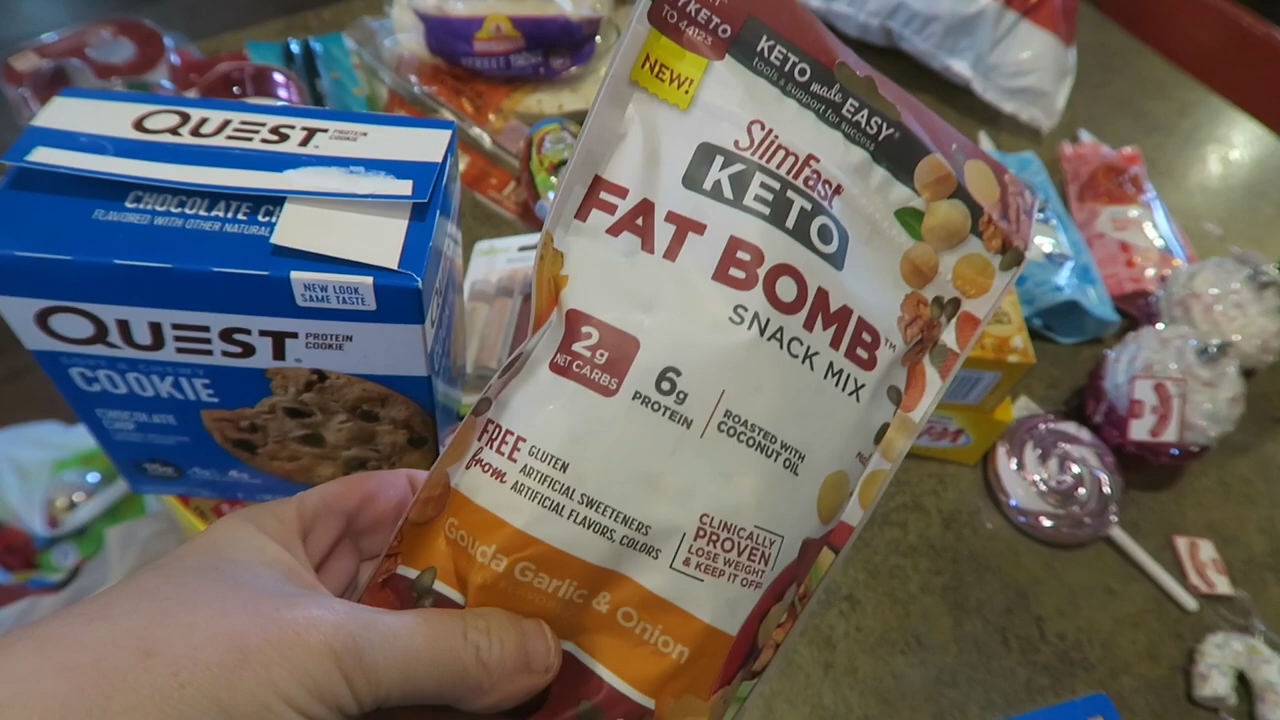 QUEST PROTEIN COOKIE
CHOCOLATE
FLAVORED WITH OTHER NATURAL
NEW LOOK,
SAME TASTE.
QUEST PROTEIN COOKIE
SOFT & CHEWY
COOKIE
CHOCOLATE
CHIP
TO 44123
NEW!
KETO made EASY
tools & support for success
SlimFast
KETO
FAT BOMB™
SNACK MIX
2g
NET CARBS
6g
PROTEIN
ROASTED WITH
COCONUT OIL
FREE from
GLUTEN
ARTIFICIAL SWEETENERS
ARTIFICIAL FLAVORS, COLORS
CLINICALLY
PROVEN
LOSE WEIGHT
& KEEP IT OFF
Gouda Garlic & Onion